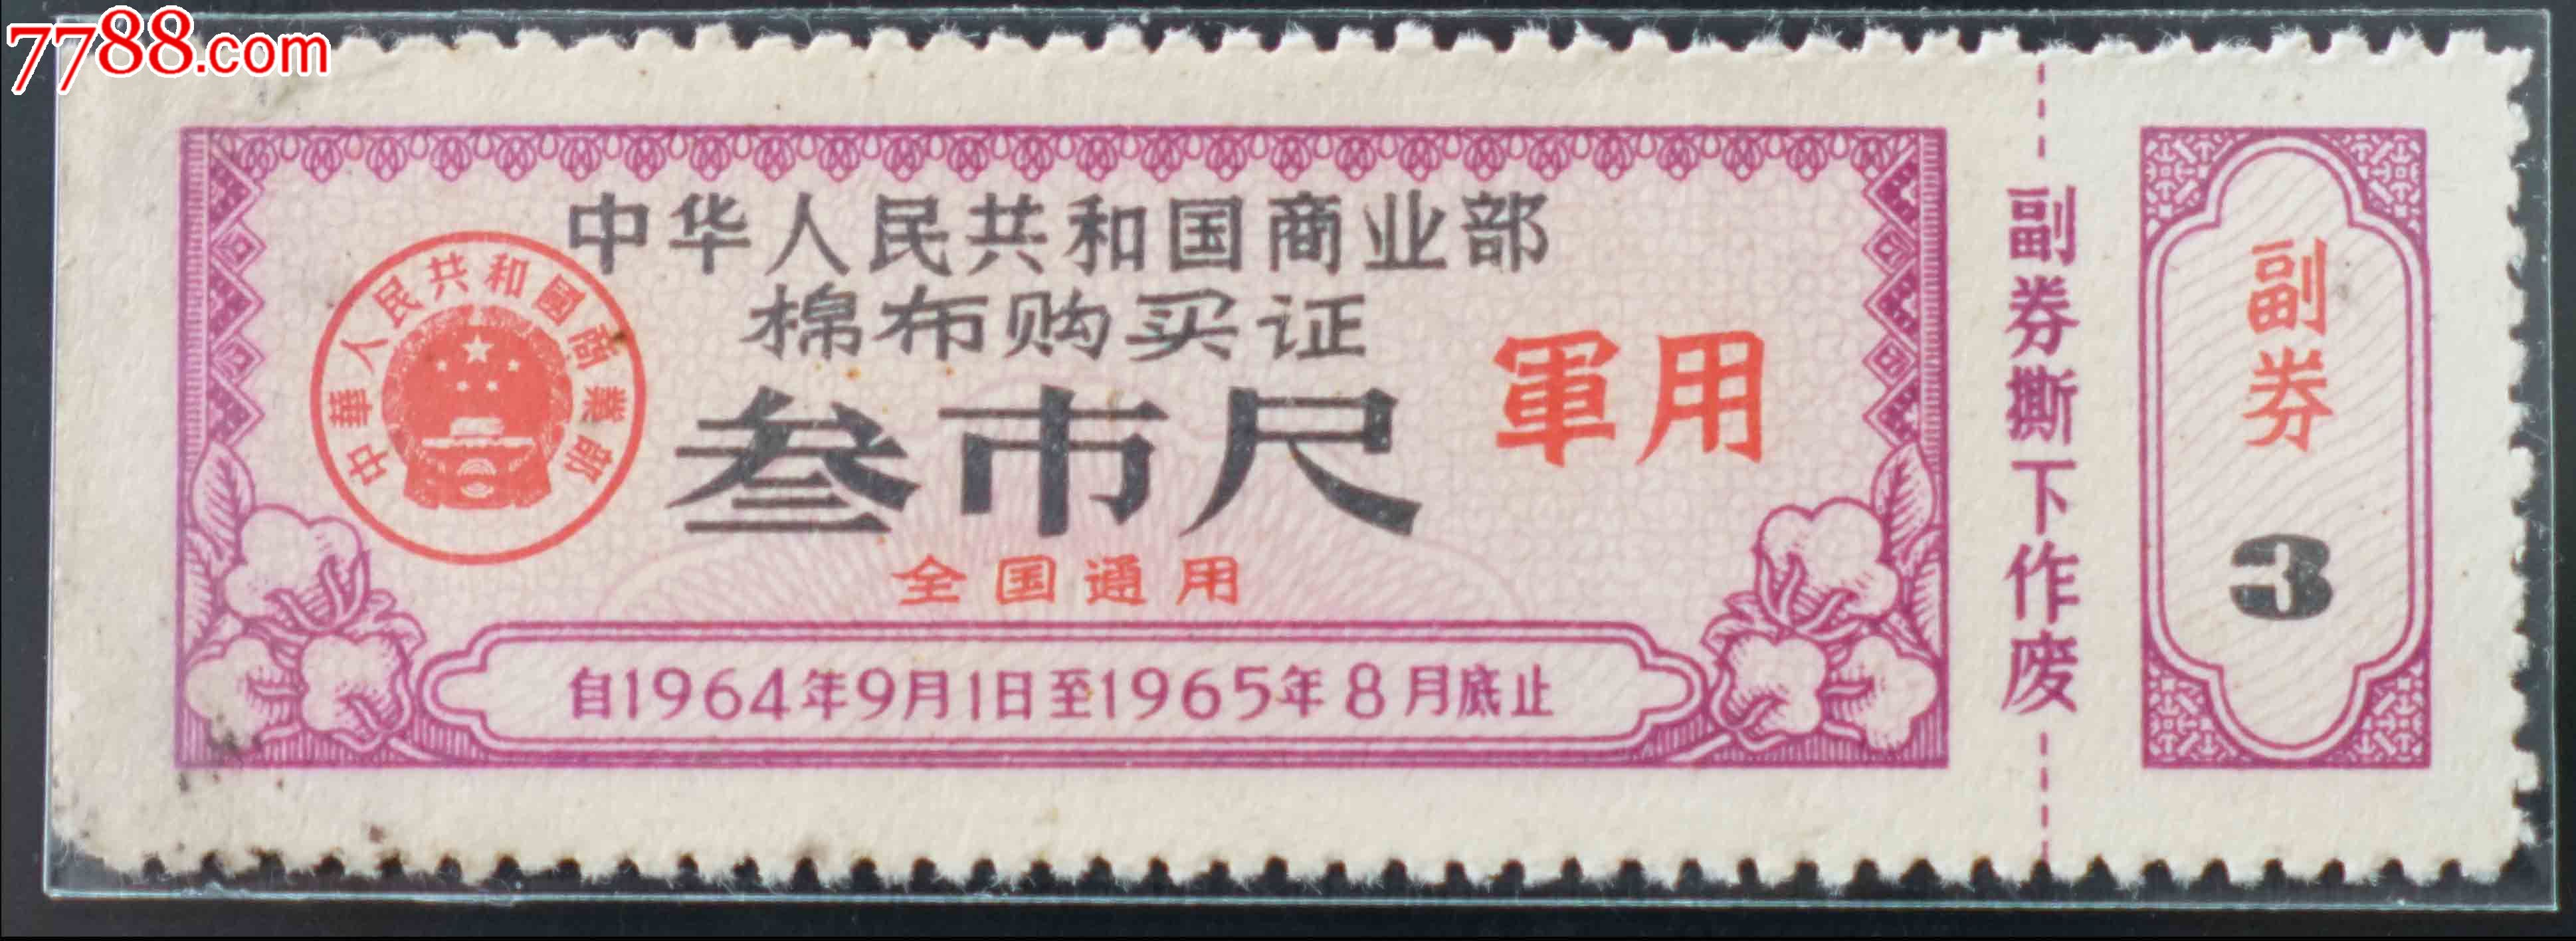 7788.com
中华人民共和国商业部
中華人民共和國商業部
棉布购买证
軍用
叁市尺
全国通用
自1964年9月1日至1965年8月底止
副券撕下作废
副券
3